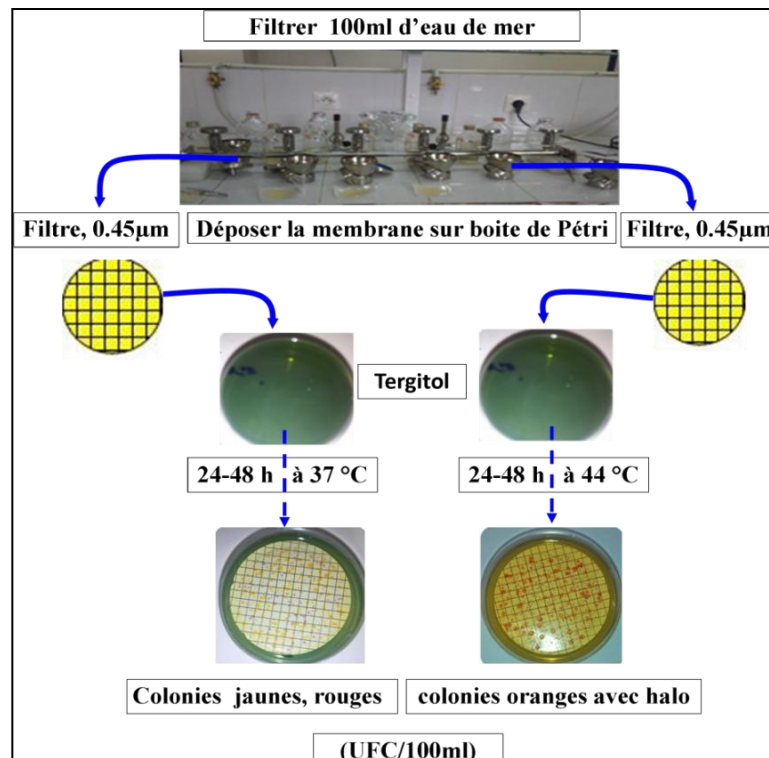 Filtrer 100ml d’eau de mer
Filtre, 0.45µm
Déposer la membrane sur boite de Pétri
Filtre, 0.45µm
Tergitol
24-48 h à 37 °C
24-48 h à 44 °C
Colonies jaunes, rouges
colonies oranges avec halo
(UFC/100ml)